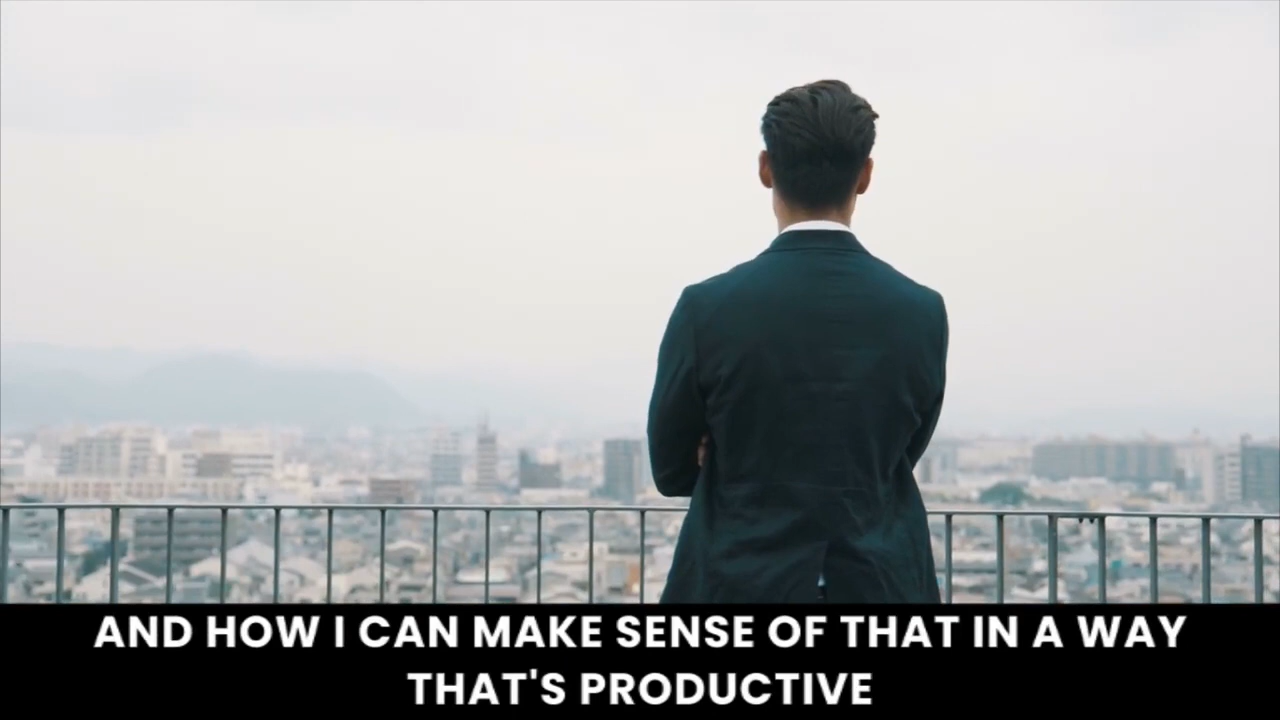 AND HOW I CAN MAKE SENSE OF THAT IN A WAY
THAT'S PRODUCTIVE